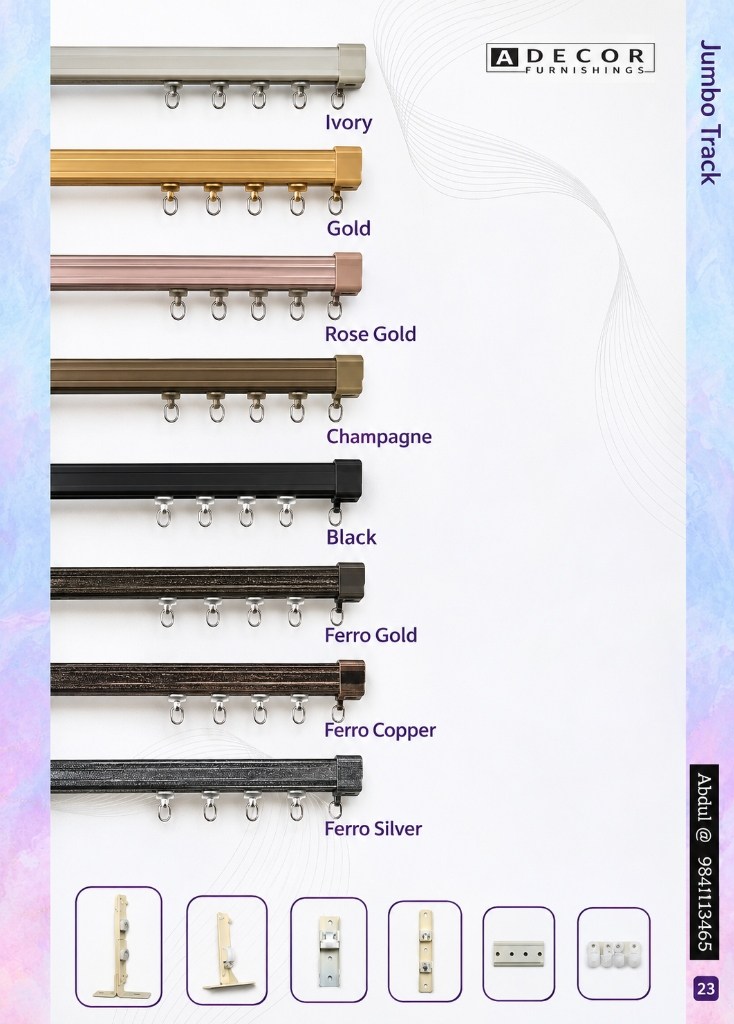 A DECOR
FURNISHINGS
Jumbo Track
Ivory
Gold
Rose Gold
Champagne
Black
Ferro Gold
Ferro Copper
Ferro Silver
Abdul @ 9841113465
23